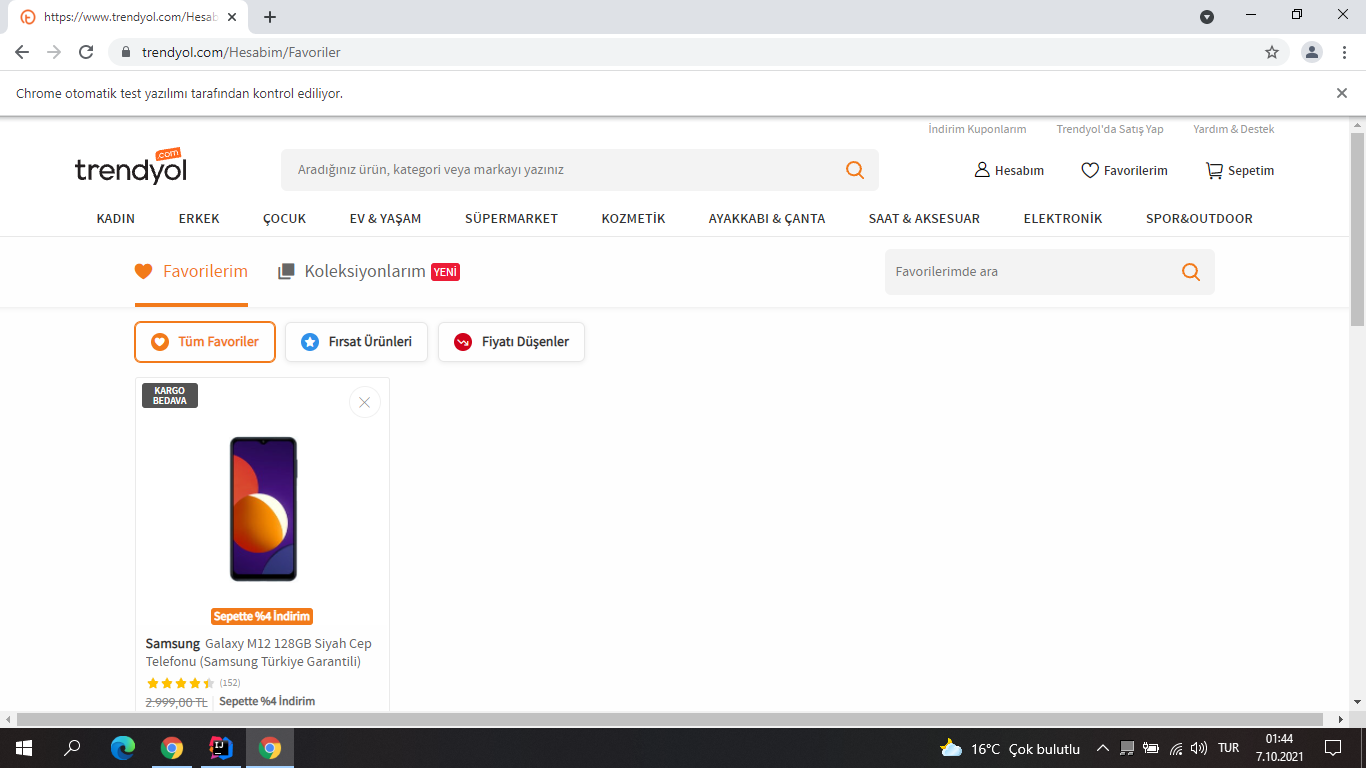 https://www.trendyol.com/Hesab
trendyol.com/Hesabim/Favoriler
Chrome otomatik test yazılımı tarafından kontrol ediliyor.
İndirim Kuponlarım Trendyol'da Satış Yap Yardım & Destek
trendyol .com
Aradığınız ürün, kategori veya markayı yazınız
Hesabım Favorilerim Sepetim
KADIN ERKEK ÇOCUK EV & YAŞAM SÜPERMARKET KOZMETİK AYAKKABI & ÇANTA SAAT & AKSESUAR ELEKTRONİK SPOR&OUTDOOR
Favorilerim Koleksiyonlarım YENİ
Favorilerimde ara
Tüm Favoriler Fırsat Ürünleri Fiyatı Düşenler
KARGO
BEDAVA
Sepette %4 İndirim
Samsung Galaxy M12 128GB Siyah Cep
Telefonu (Samsung Türkiye Garantili)
(152)
2.999,00 TL Sepette %4 İndirim
16°C Çok bulutlu TUR
01:44
7.10.2021